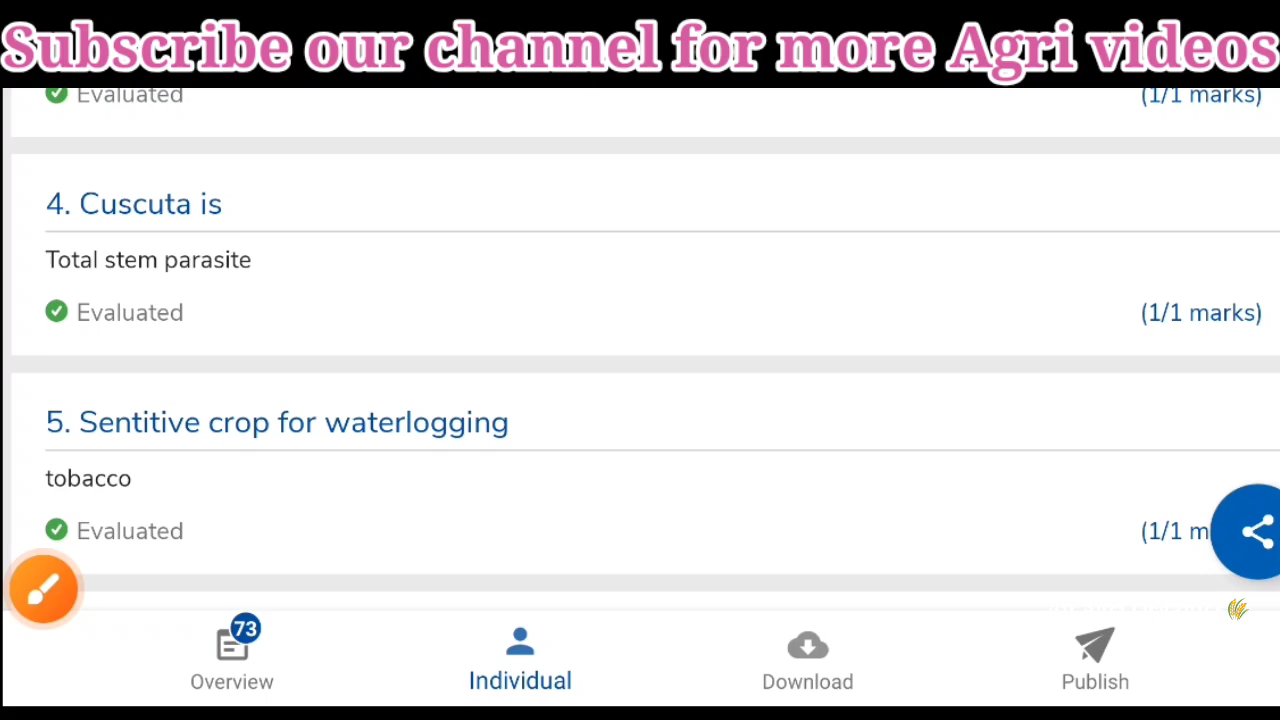 Subscribe our channel for more Agri videos
Evaluated (1/1 marks)
4. Cuscuta is
Total stem parasite
Evaluated (1/1 marks)
5. Sentitive crop for waterlogging
tobacco
Evaluated (1/1 m
73
Overview Individual Download Publish